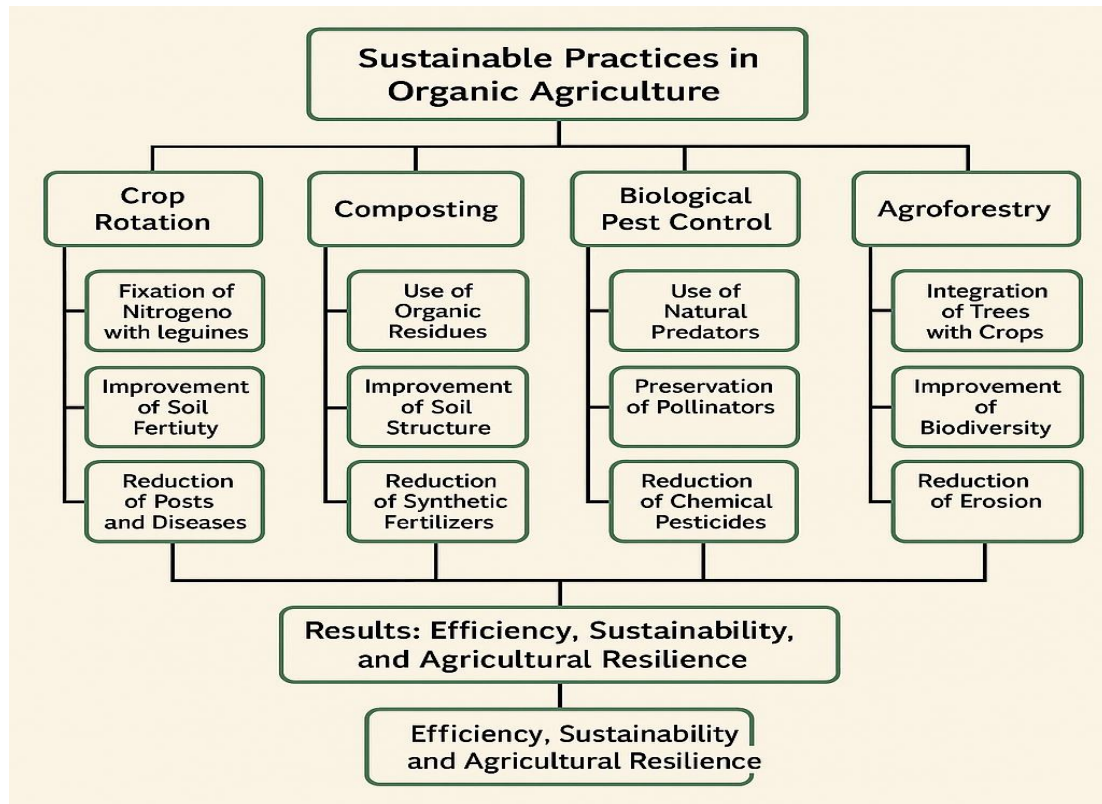 Sustainable Practices in
Organic Agriculture
Crop
Rotation
Fixation of
Nitrogeno
with leguines
Improvement
of Soil
Fertiuty
Reduction
of Posts
and Diseases
Composting
Use of
Organic
Residues
Improvement
of Soil
Structure
Reduction
of Synthetic
Fertilizers
Biological
Pest Control
Use of
Natural
Predators
Preservation
of Pollinators
Reduction
of Chemical
Pesticides
Agroforestry
Integration
of Trees
with Crops
Improvement
of
Biodiversity
Reduction
of Erosion
Results: Efficiency, Sustainability,
and Agricultural Resilience
Efficiency, Sustainability
and Agricultural Resilience